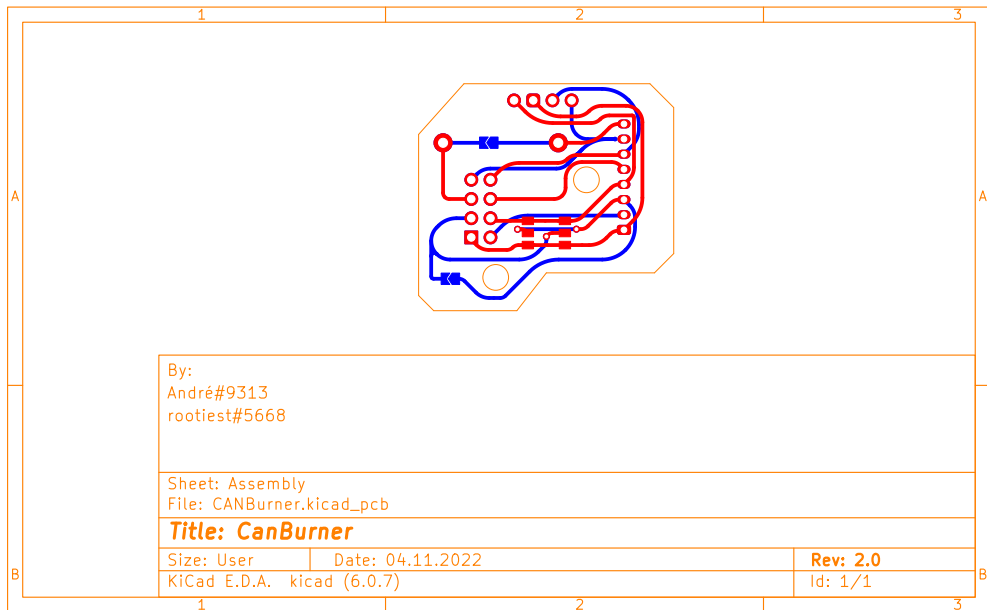 1 2 3
A A
By:
André#9313
rootiest#5668
Sheet: Assembly
File: CANBurner.kicad_pcb
Title: CanBurner
Size: User Date: 04.11.2022 Rev: 2.0
KiCad E.D.A. kicad (6.0.7) Id: 1/1
B B
1 2 3